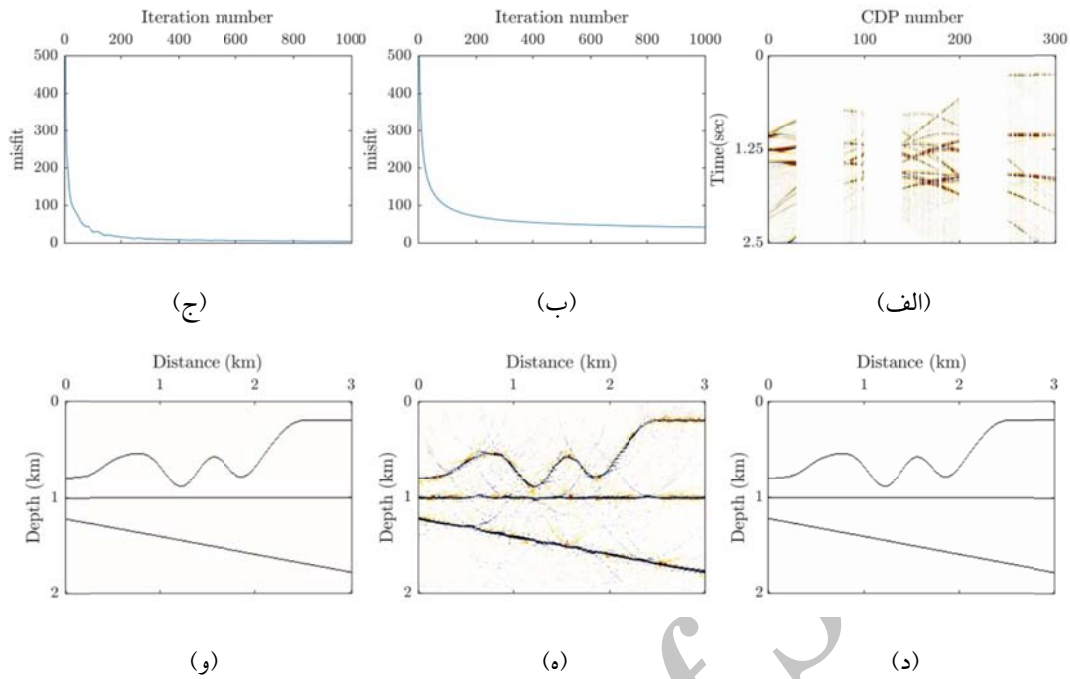 Iteration number
0 200 400 600 800 1000
500
400
300
200
100
0
misfit
(ج)
Iteration number
0 200 400 600 800 1000
500
400
300
200
100
0
misfit
(ب)
CDP number
0 100 200 300
0
1.25
2.5
Time(sec)
(الف)
Distance (km)
0 1 2 3
0
1
2
Depth (km)
(و)
Distance (km)
0 1 2 3
0
1
2
Depth (km)
(ه)
Distance (km)
0 1 2 3
0
1
2
Depth (km)
(د)